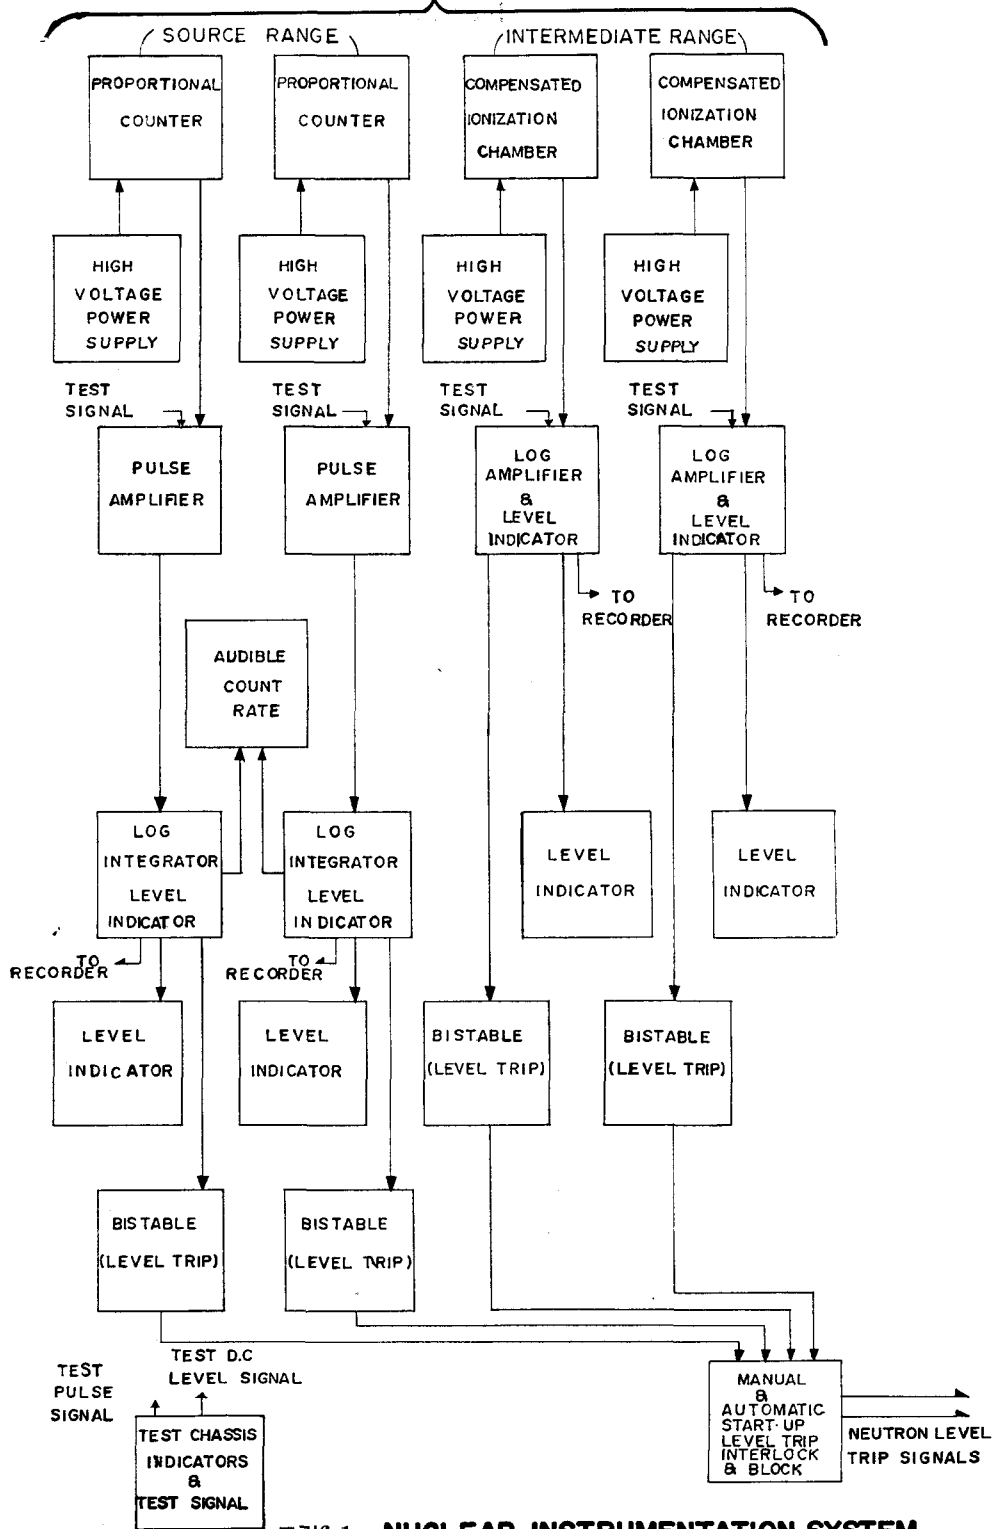 SOURCE RANGE
INTERMEDIATE RANGE
PROPORTIONAL
COUNTER
PROPORTIONAL
COUNTER
COMPENSATED
IONIZATION
CHAMBER
COMPENSATED
IONIZATION
CHAMBER
HIGH
VOLTAGE
POWER
SUPPLY
HIGH
VOLTAGE
POWER
SUPPLY
HIGH
VOLTAGE
POWER
SUPPLY
HIGH
VOLTAGE
POWER
SUPPLY
TEST
SIGNAL
TEST
SIGNAL
TEST
SIGNAL
TEST
SIGNAL
PULSE
AMPLIFIER
PULSE
AMPLIFIER
LOG
AMPLIFIER
&
LEVEL
INDICATOR
LOG
AMPLIFIER
&
LEVEL
INDICATOR
TO
RECORDER
TO
RECORDER
AUDIBLE
COUNT
RATE
LOG
INTEGRATOR
LEVEL
INDICATOR
LOG
INTEGRATOR
LEVEL
INDICATOR
LEVEL
INDICATOR
LEVEL
INDICATOR
TO
RECORDER
TO
RECORDER
LEVEL
INDICATOR
LEVEL
INDICATOR
BISTABLE
(LEVEL TRIP)
BISTABLE
(LEVEL TRIP)
BISTABLE
(LEVEL TRIP)
BISTABLE
(LEVEL TRIP)
TEST
PULSE
SIGNAL
TEST D.C
LEVEL SIGNAL
TEST CHASSIS
INDICATORS
&
TEST SIGNAL
MANUAL
&
AUTOMATIC
START-UP
LEVEL TRIP
INTERLOCK
& BLOCK
NEUTRON LEVEL
TRIP SIGNALS
NUCLEAR INSTRUMENTATION SYSTEM